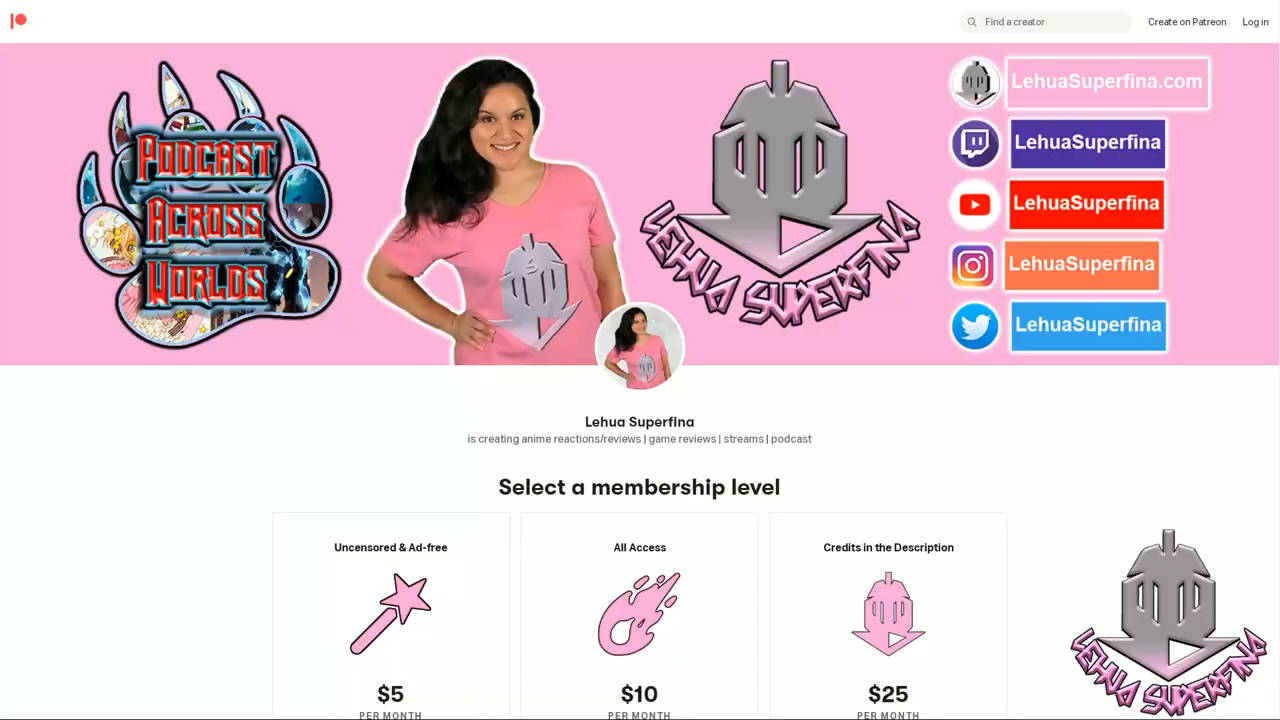 Find a creator
Create on Patreon
Log in
PODCAST
ACROSS
WORLDS
LEHUA SUPERFINA
LehuaSuperfina.com
LehuaSuperfina
LehuaSuperfina
LehuaSuperfina
LehuaSuperfina
Lehua SuperfIna
is creating anime reactions/reviews | game reviews | streams | podcast
Select a membership level
Uncensored & Ad-free
$5
PER MONTH
All Access
$10
PER MONTH
Credits in the Description
$25
PER MONTH
LEHUA SUPERFINA